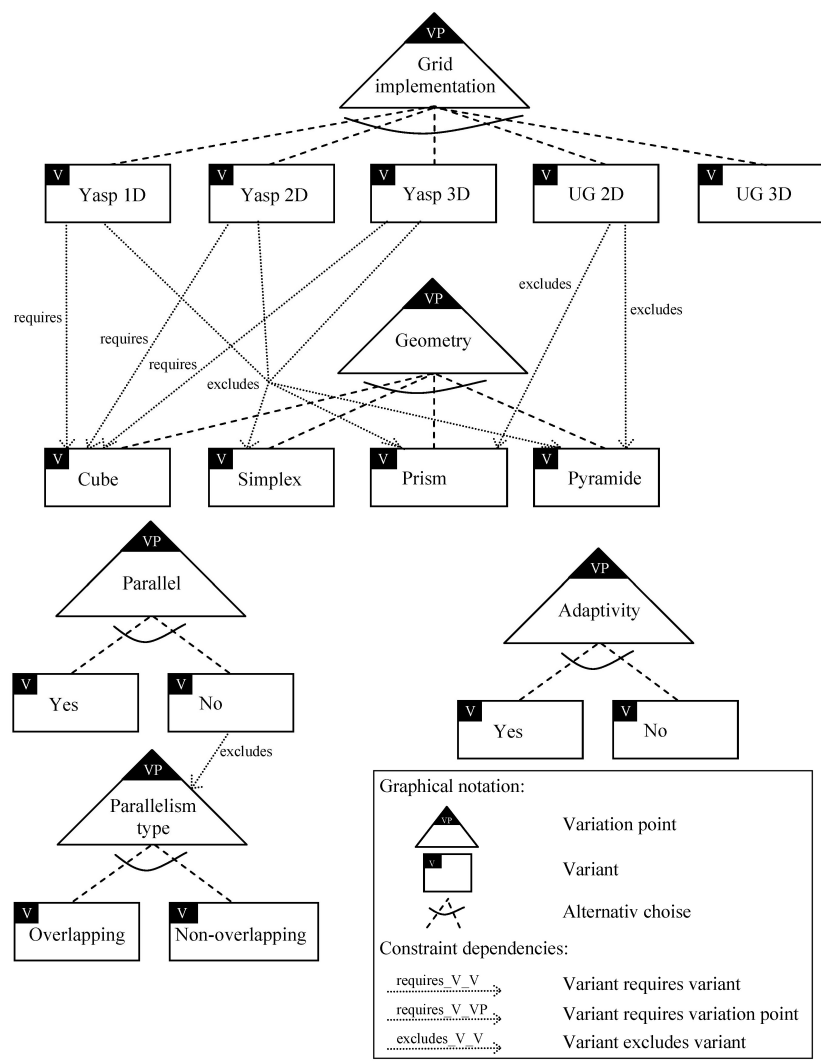 VP
Grid
implementation
V
Yasp 1D
V
Yasp 2D
V
Yasp 3D
V
UG 2D
V
UG 3D
requires
requires
requires
excludes
excludes
excludes
VP
Geometry
V
Cube
V
Simplex
V
Prism
V
Pyramide
VP
Parallel
V
Yes
V
No
excludes
VP
Parallelism
type
V
Overlapping
V
Non-overlapping
VP
Adaptivity
V
Yes
V
No
Graphical notation:
VP
Variation point
V
Variant
Alternativ choise
Constraint dependencies:
requires_V_V
Variant requires variant
requires_V_VP
Variant requires variation point
excludes_V_V
Variant excludes variant